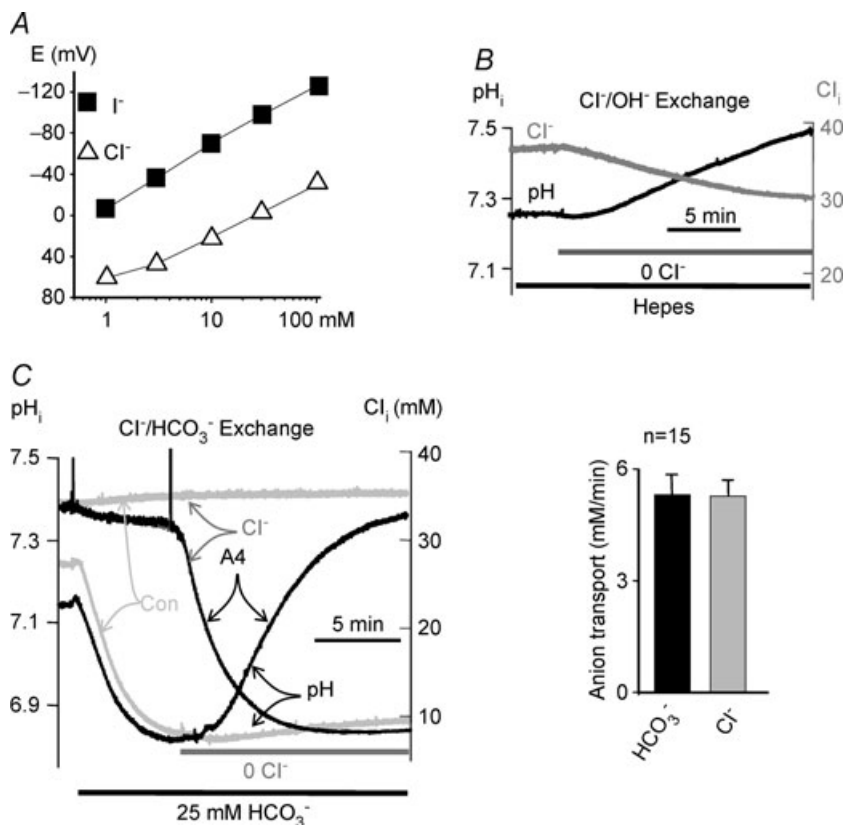 A
E (mV)
-120
-80
-40
0
40
80
I⁻
Cl⁻
1
10
100 mM
B
pHᵢ
Cl⁻/OH⁻ Exchange
Clᵢ
7.5
7.3
7.1
Cl⁻
pH
5 min
40
30
20
0 Cl⁻
Hepes
C
pHᵢ
Clᵢ (mM)
Cl⁻/HCO₃⁻ Exchange
7.5
7.3
7.1
6.9
40
30
20
10
Cl⁻
A4
Con
5 min
pH
0 Cl⁻
25 mM HCO₃⁻
n=15
Anion transport (mM/min)
6
3
0
HCO₃⁻
Cl⁻